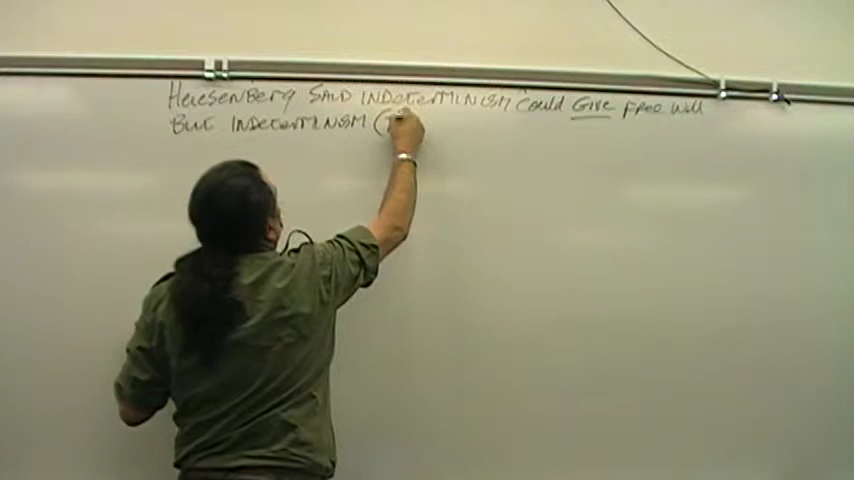 Heisenberg SAID INDETERMINISM Could Give free will
But INDETERMINISM (